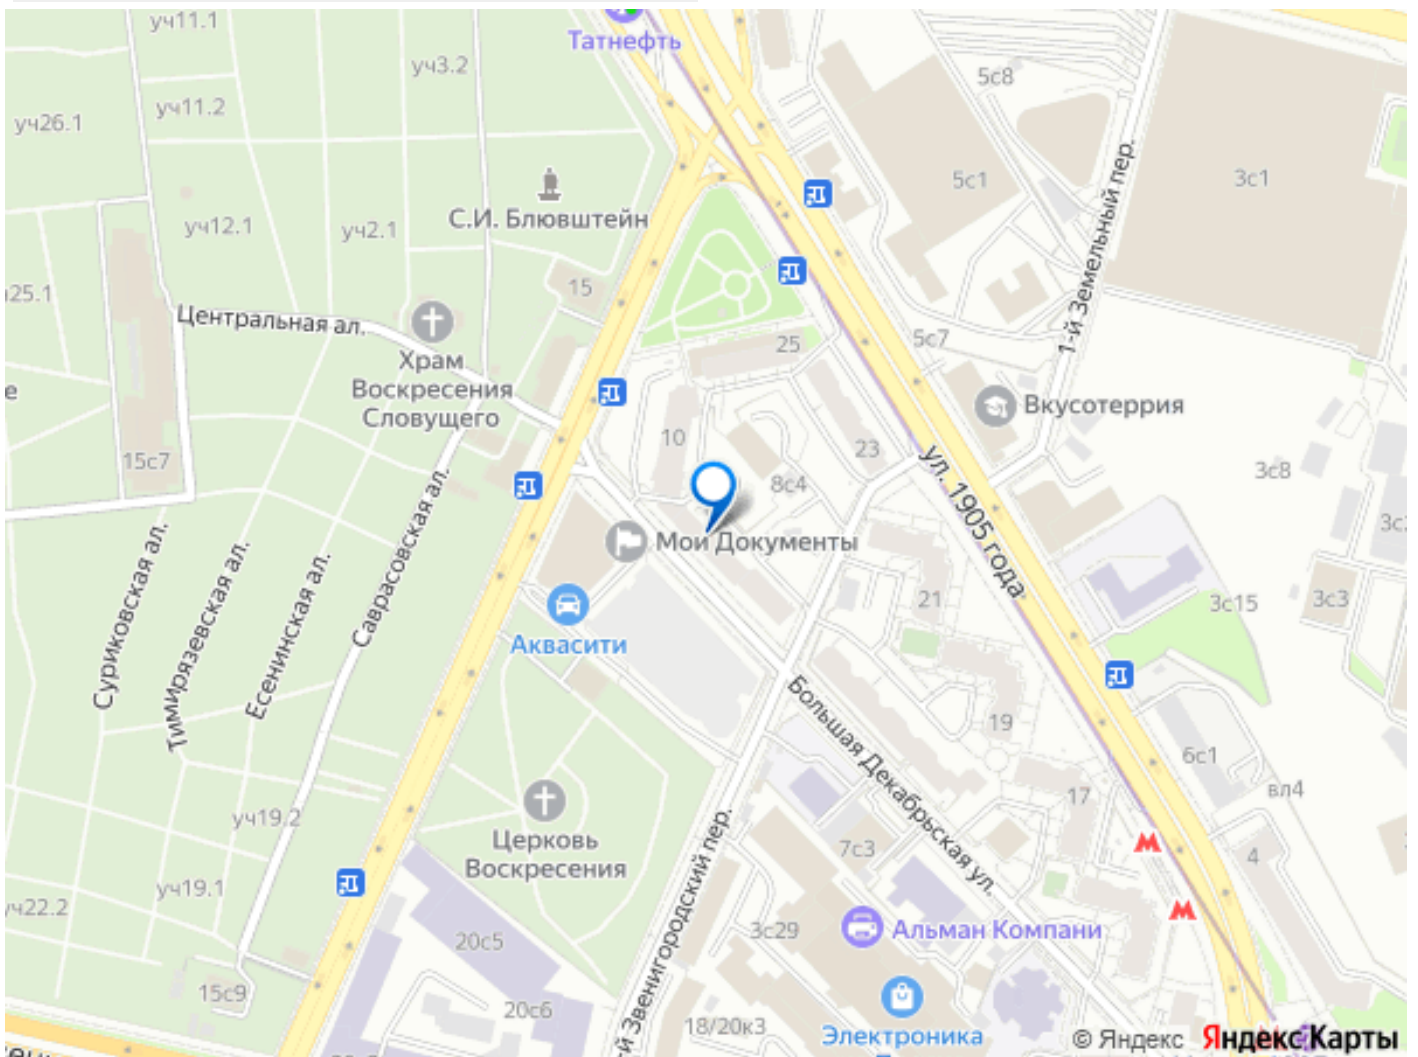 уч11.1
Татнефть
уч3.2
5с8
уч11.2
уч26.1
5с1
3с1
1-й Земельный пер.
С.И. Блювштейн
уч12.1
уч2.1
15
25.1
Центральная ал.
Храм
Воскресения
Словущего
25
5с7
е
Вкусотеррия
10
23
15с7
8с4
3с8
ул. 1905 года
Мои Документы
Суриковская ал.
Тимирязевская ал.
Есенинская ал.
Саврасовская ал.
21
3с15
3с3
Аквасити
Большая Декабрьская ул.
19
6с1
17
вл4
уч19.2
Церковь
Воскресения
7с3
4
уч19.1
уч22.2
й Звенигородский пер.
3с29
Альман Компани
20с5
15с9
20с6
18/20к3
Электроника
© Яндекс Яндекс Карты